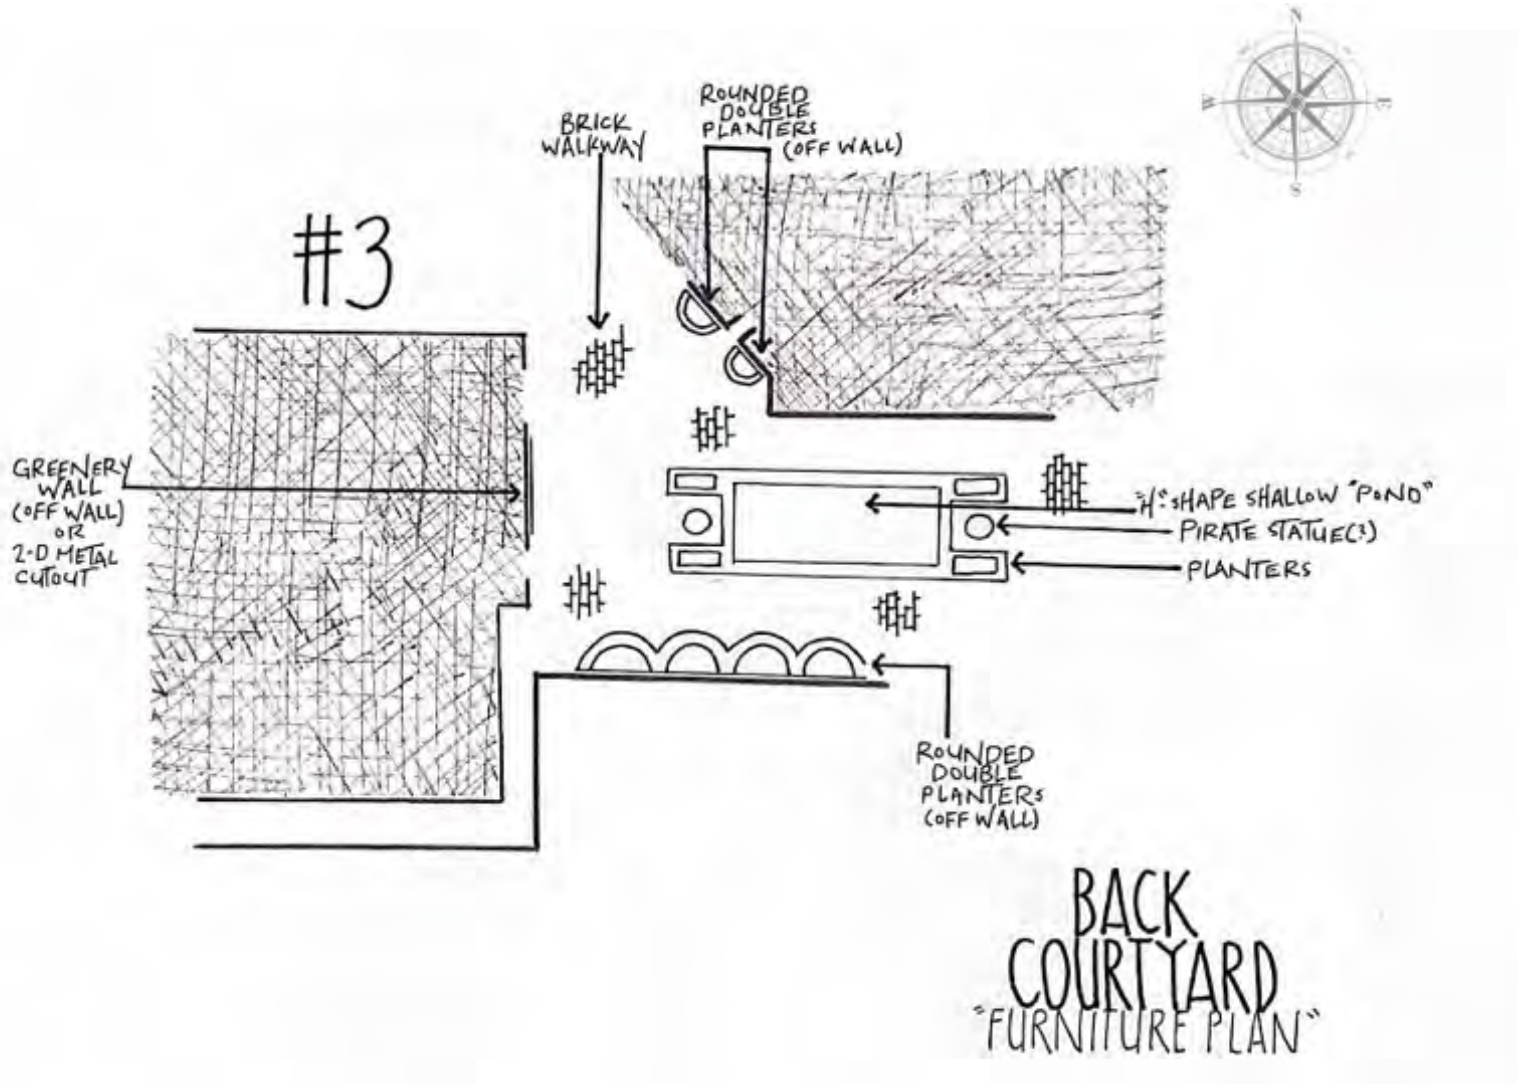 N
W
E
S
ROUNDED
DOUBLE
PLANTERS
(OFF WALL)
BRICK
WALKWAY
#3
GREENERY
WALL
(OFF WALL)
OR
2-D METAL
CUTOUT
"H": SHAPE SHALLOW "POND"
PIRATE STATUE(?)
PLANTERS
ROUNDED
DOUBLE
PLANTERS
(OFF WALL)
BACK
COURTYARD
"FURNITURE PLAN"